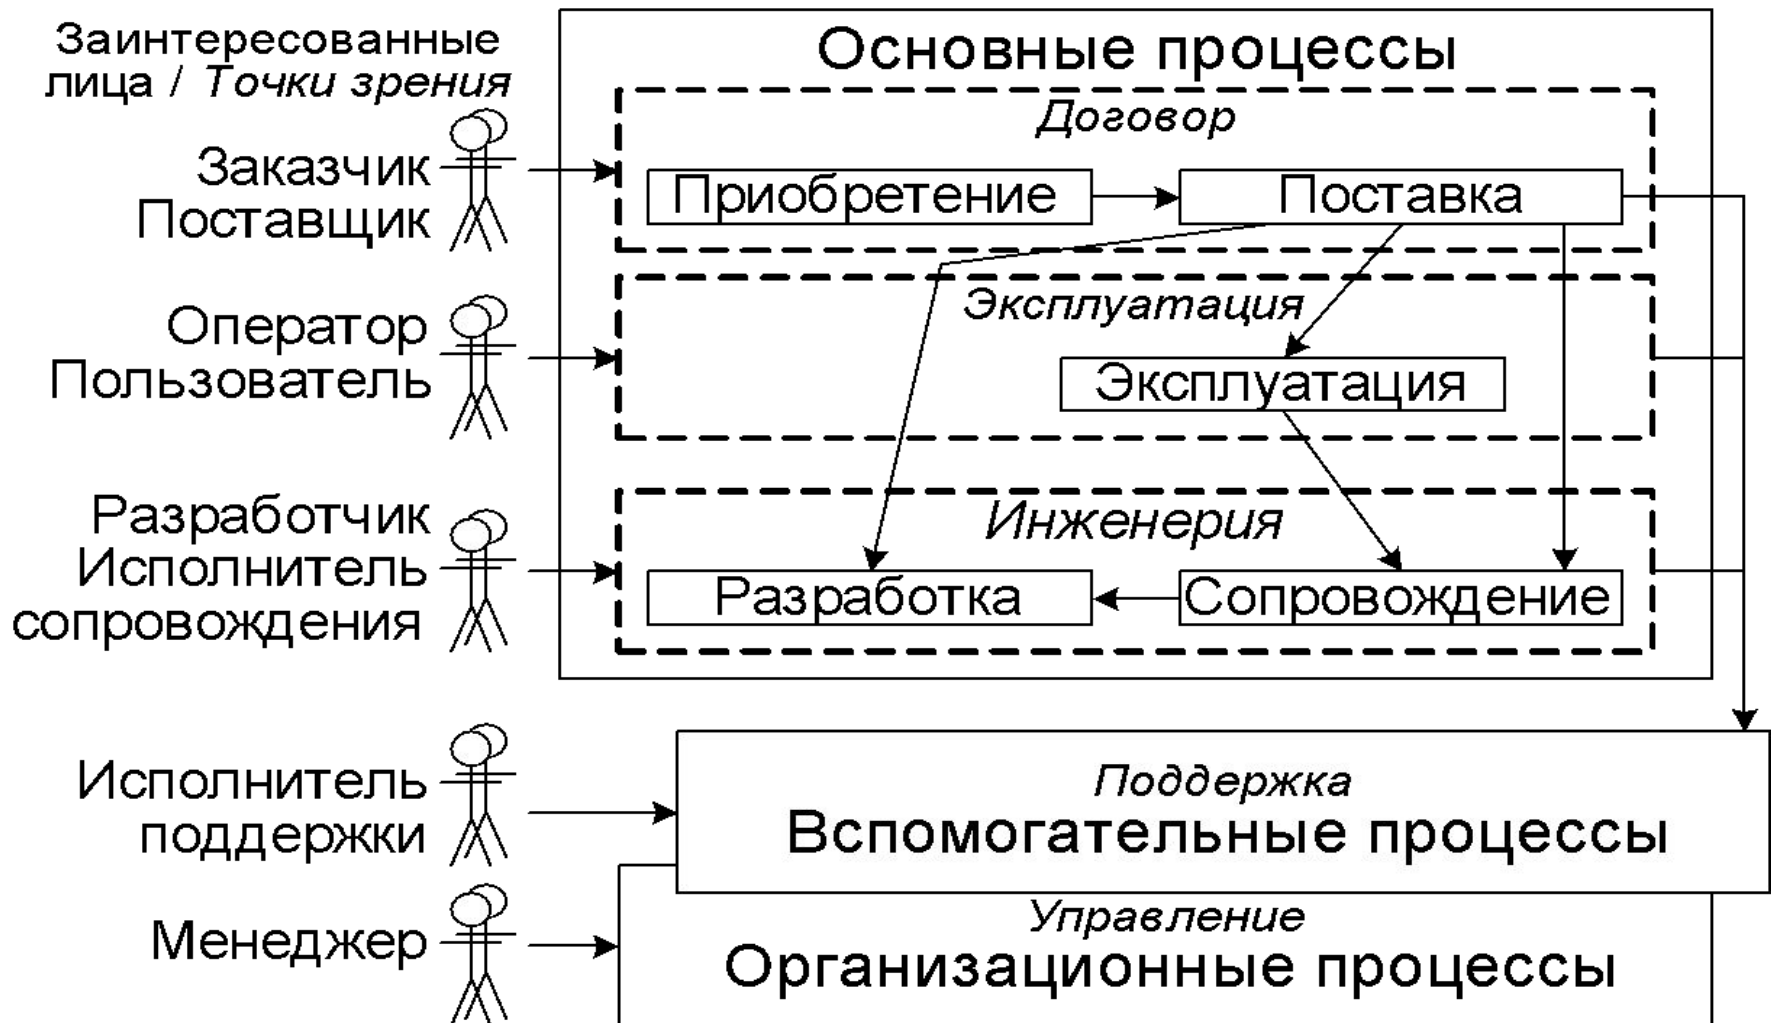 Заинтересованные
лица / Точки зрения
Основные процессы
Договор
Заказчик
Поставщик
Приобретение
Поставка
Оператор
Пользователь
Эксплуатация
Эксплуатация
Разработчик
Исполнитель
сопровождения
Инженерия
Разработка
Сопровождение
Исполнитель
поддержки
Поддержка
Вспомогательные процессы
Менеджер
Управление
Организационные процессы